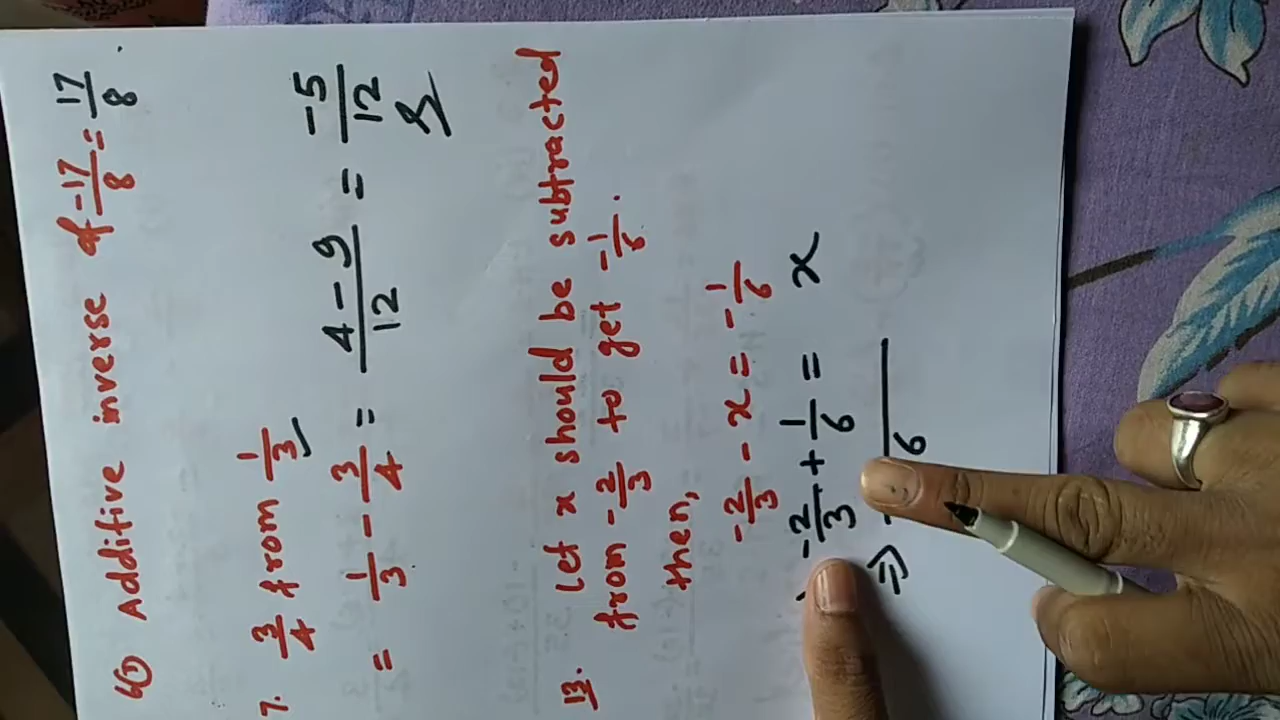 6① Additive inverse of -17/8 = 17/8 .
7. 3/4 from 1/3
= 1/3 - 3/4 = 4-9/12 = -5/12
13. Let x should be subtracted
from -2/3 to get -1/6.
then,
-2/3 - x = -1/6
-2/3 + 1/6 = x
⇒ 6